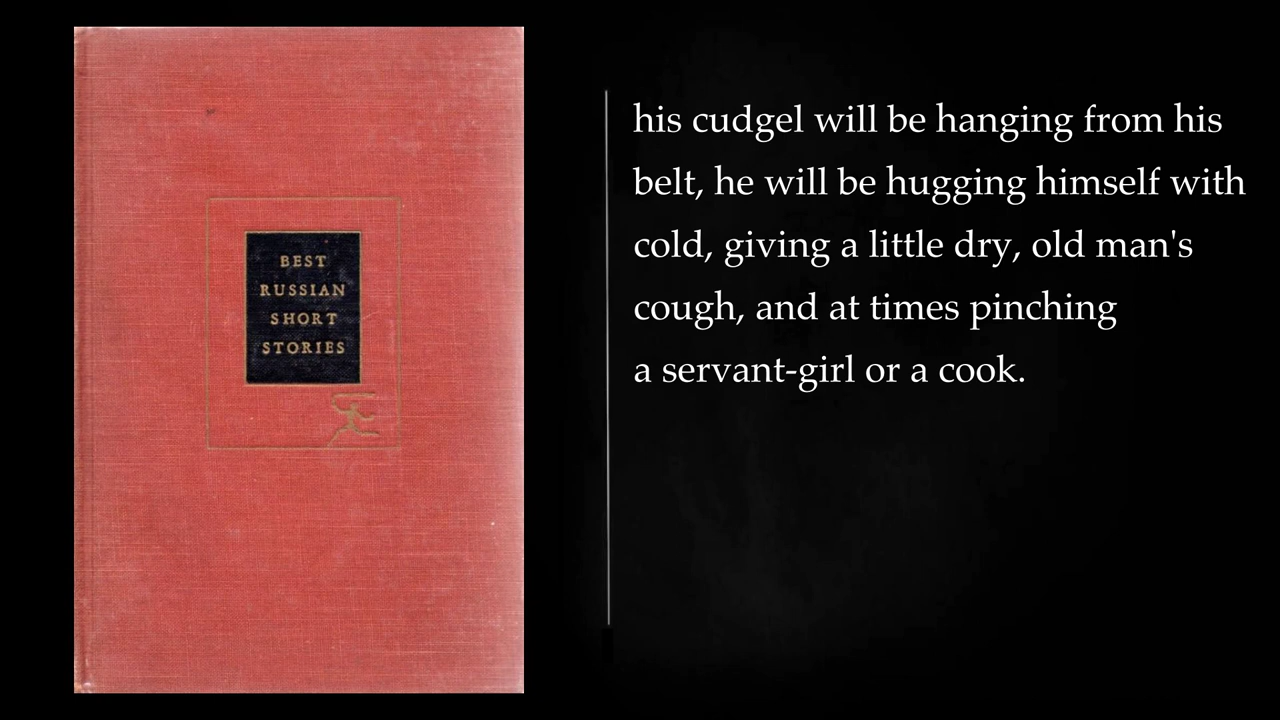 BEST
RUSSIAN
SHORT
STORIES
his cudgel will be hanging from his
belt, he will be hugging himself with
cold, giving a little dry, old man's
cough, and at times pinching
a servant-girl or a cook.